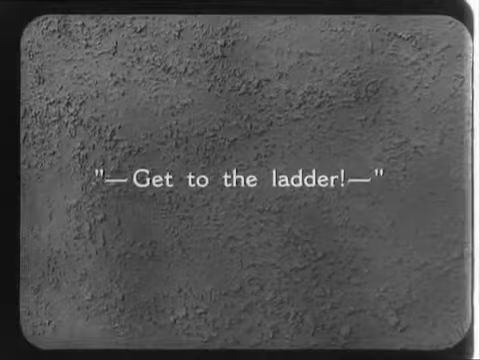 "—Get to the ladder!—"